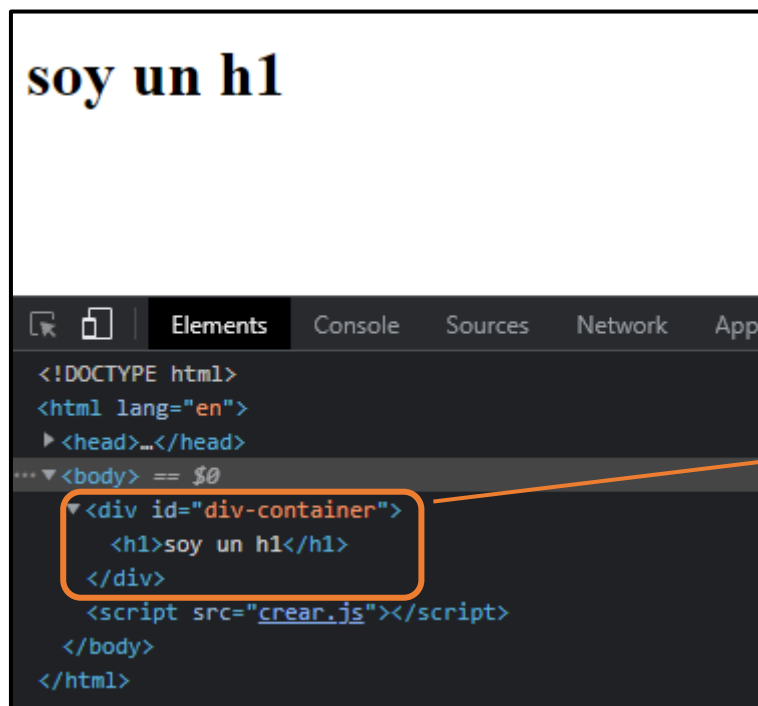 soy un h1
Elements Console Sources Network App
<!DOCTYPE html>
<html lang="en">
<head>…</head>
… <body> == $0
<div id="div-container">
<h1>soy un h1</h1>
</div>
<script src="crear.js"></script>
</body>
</html>